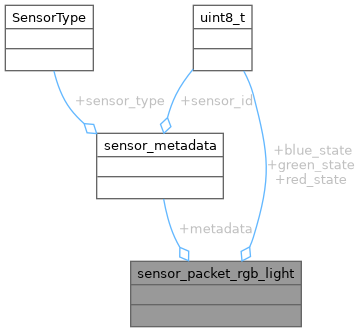 SensorType
uint8_t
+sensor_type
+sensor_id
sensor_metadata
+blue_state
+green_state
+red_state
+metadata
sensor_packet_rgb_light